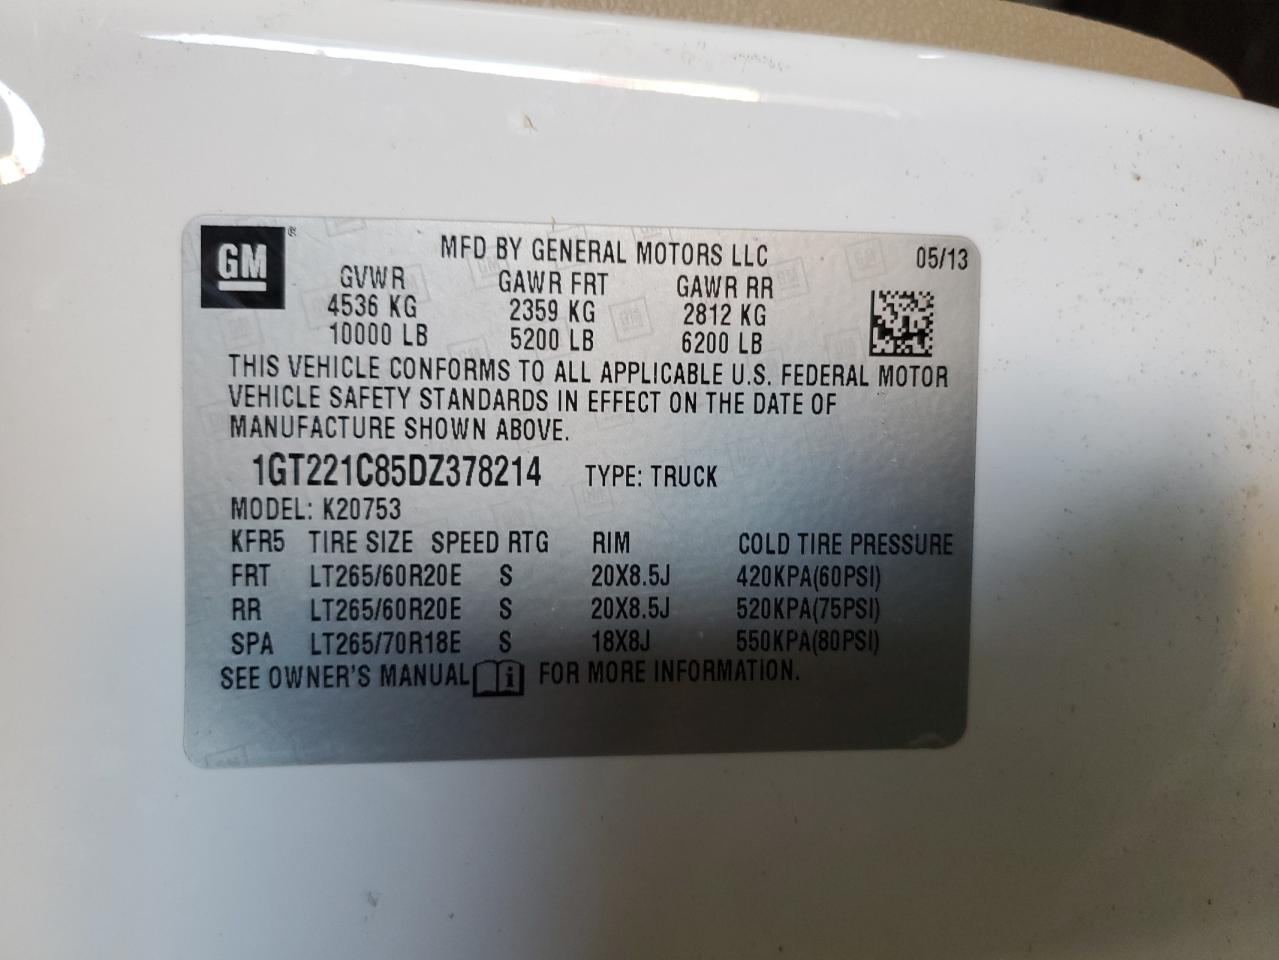 GM®
MFD BY GENERAL MOTORS LLC 05/13
GVWR GAWR FRT GAWR RR
4536 KG 2359 KG 2812 KG
10000 LB 5200 LB 6200 LB
THIS VEHICLE CONFORMS TO ALL APPLICABLE U.S. FEDERAL MOTOR
VEHICLE SAFETY STANDARDS IN EFFECT ON THE DATE OF
MANUFACTURE SHOWN ABOVE.
1GT221C85DZ378214 TYPE: TRUCK
MODEL: K20753
KFR5 TIRE SIZE SPEED RTG RIM COLD TIRE PRESSURE
FRT LT265/60R20E S 20X8.5J 420KPA(60PSI)
RR LT265/60R20E S 20X8.5J 520KPA(75PSI)
SPA LT265/70R18E S 18X8J 550KPA(80PSI)
SEE OWNER'S MANUAL i FOR MORE INFORMATION.